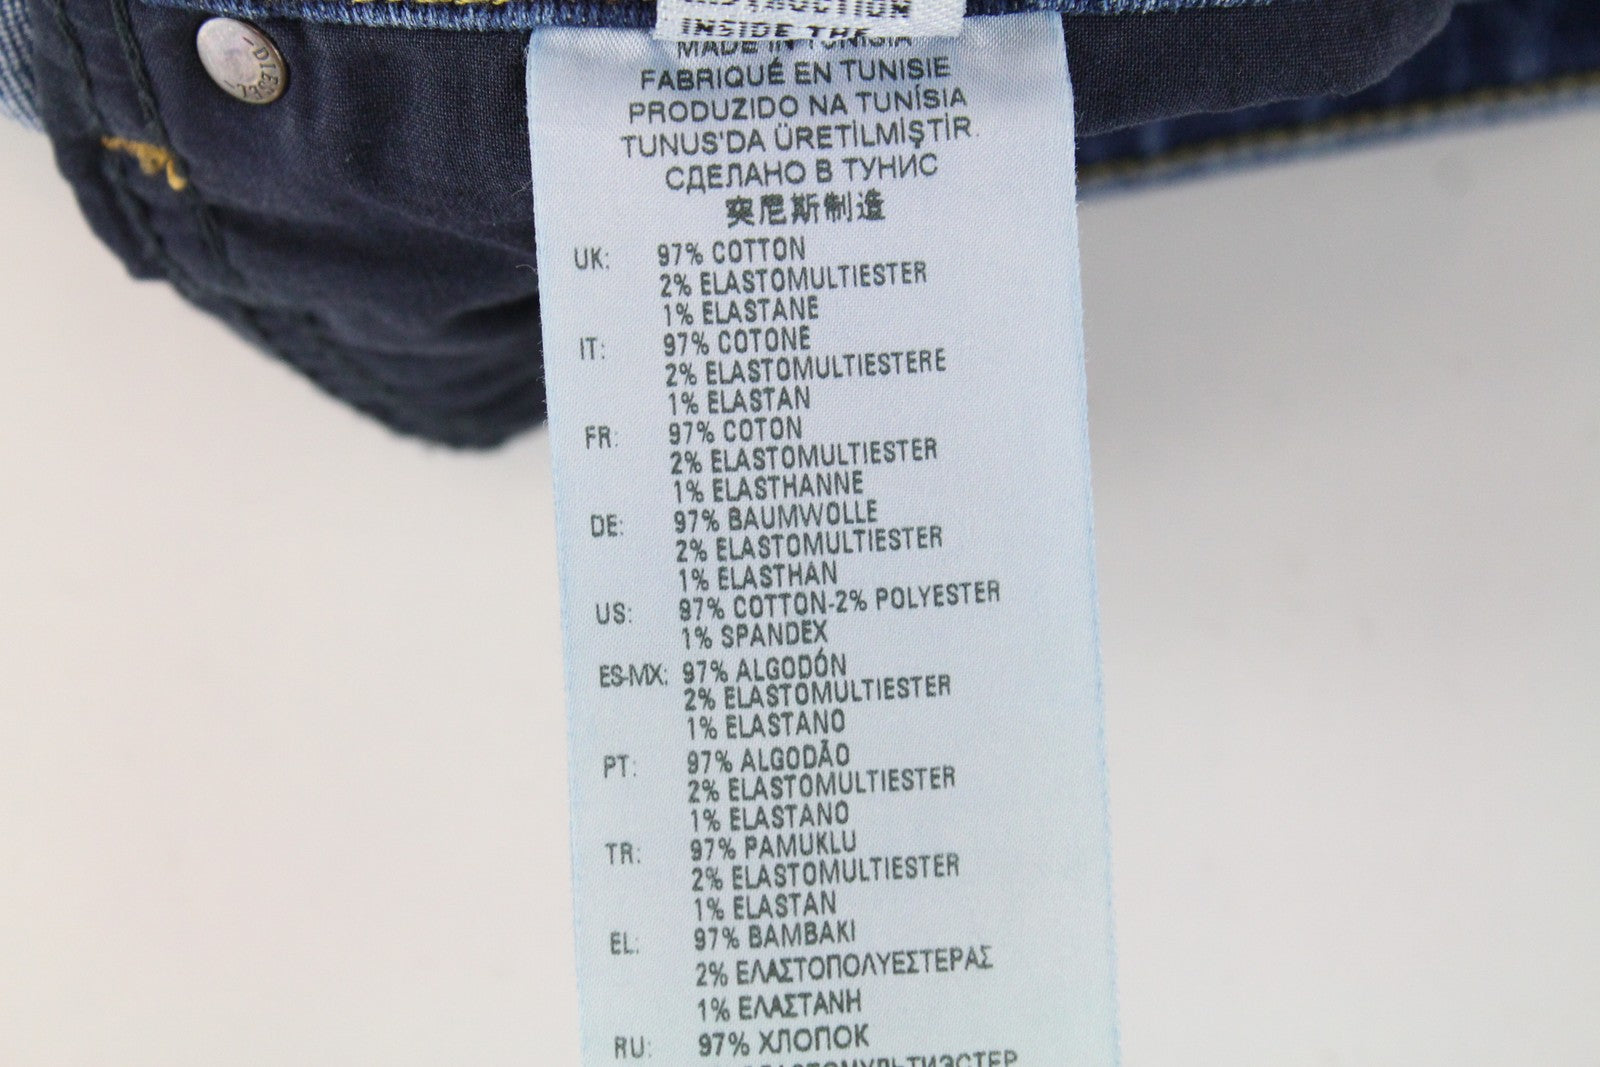 DIESEL
INSIDE THE
MADE IN TUNISIA
FABRIQUÉ EN TUNISIE
PRODUZIDO NA TUNÍSIA
TUNUS'DA ÜRETİLMİŞTİR.
СДЕЛАНО В ТУНИС
突尼斯制造
UK: 97% COTTON
2% ELASTOMULTIESTER
1% ELASTANE
IT: 97% COTONE
2% ELASTOMULTIESTERE
1% ELASTAN
FR: 97% COTON
2% ELASTOMULTIESTER
1% ELASTHANNE
DE: 97% BAUMWOLLE
2% ELASTOMULTIESTER
1% ELASTHAN
US: 97% COTTON-2% POLYESTER
1% SPANDEX
ES-MX: 97% ALGODÓN
2% ELASTOMULTIESTER
1% ELASTANO
PT: 97% ALGODÃO
2% ELASTOMULTIESTER
1% ELASTANO
TR: 97% PAMUKLU
2% ELASTOMULTIESTER
1% ELASTAN
EL: 97% BAMBAKI
2% ΕΛΑΣΤΟΠΟΛΥΕΣΤΕΡΑΣ
1% ΕΛΑΣΤΑΝΗ
RU: 97% ХЛОПОК